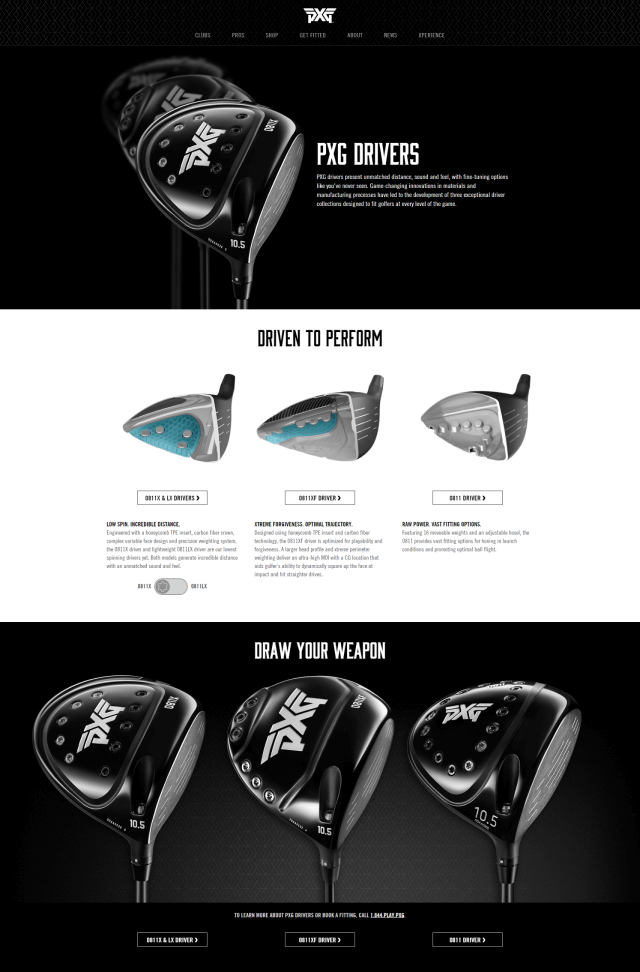 PXG
CLUBS PROS SHOP GET FITTED ABOUT NEWS XPERIENCE
PXG
0811X
10.5
PXG DRIVERS
PXG drivers present unmatched distance, sound and feel, with fine-tuning options
like you've never seen. Game-changing innovations in materials and
manufacturing processes have led to the development of three exceptional driver
collections designed to fit golfers at every level of the game.
DRIVEN TO PERFORM
0811X & LX DRIVERS ❯
0811XF DRIVER ❯
0811 DRIVER ❯
LOW SPIN. INCREDIBLE DISTANCE.
Engineered with a honeycomb TPE insert, carbon fiber crown,
complex variable face design and precision weighting system,
the 0811X driver and lightweight 0811LX driver are our lowest
spinning drivers yet. Both models generate incredible distance
with an unmatched sound and feel.
0811X 0811LX
XTREME FORGIVENESS. OPTIMAL TRAJECTORY.
Designed using honeycomb TPE insert and carbon fiber
technology, the 0811XF driver is optimized for playability and
forgiveness. A larger head profile and xtreme perimeter
weighting deliver an ultra-high MOI with a CG location that
aids golfer's ability to dynamically square up the face at
impact and hit straighter drives.
RAW POWER. VAST FITTING OPTIONS.
Featuring 16 moveable weights and an adjustable hosel, the
0811 provides vast fitting options for honing in launch
conditions and promoting optimal ball flight.
DRAW YOUR WEAPON
PXG
0811X
10.5
PXG
0811XF
10.5
PXG
10.5
TO LEARN MORE ABOUT PXG DRIVERS OR BOOK A FITTING, CALL 1.844.PLAY.PXG.
0811X & LX DRIVER ❯
0811XF DRIVER ❯
0811 DRIVER ❯